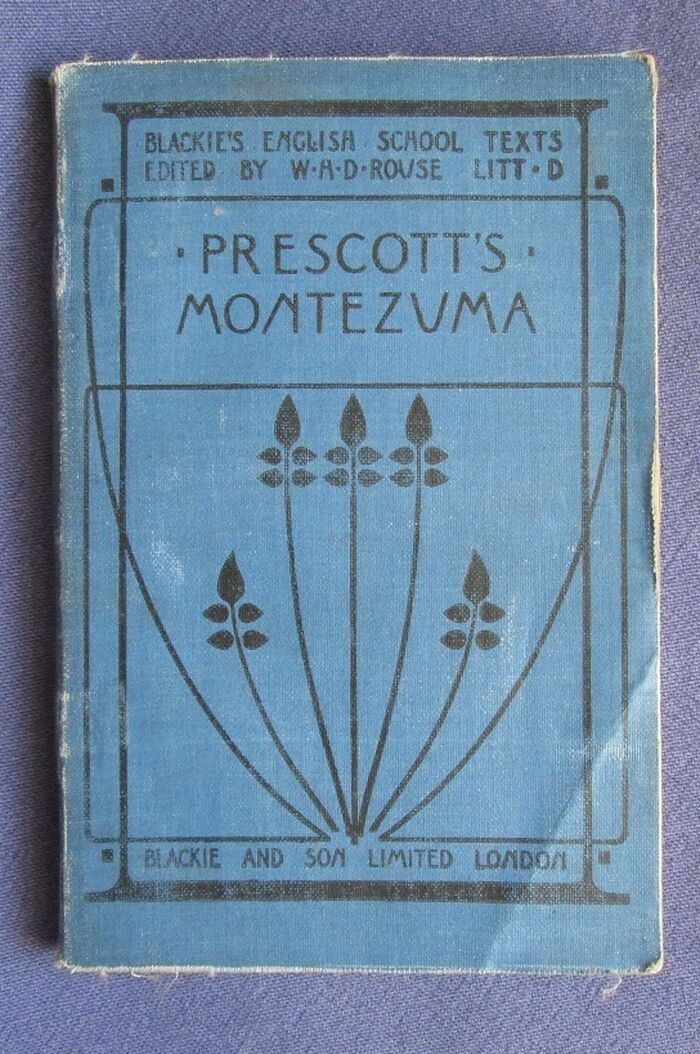 BLACKIE'S ENGLISH SCHOOL TEXTS
EDITED BY W·H·D·ROUSE LITT·D
· PRESCOTT'S ·
MONTEZUMA
BLACKIE AND SON LIMITED LONDON